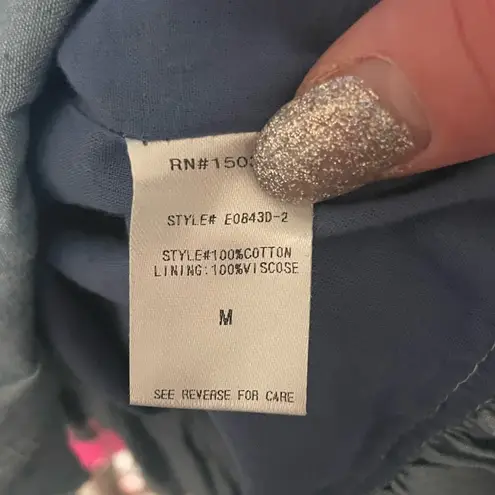 RN#150
STYLE# E0843D-2
STYLE#100%COTTON
LINING:100%VISCOSE
M
SEE REVERSE FOR CARE